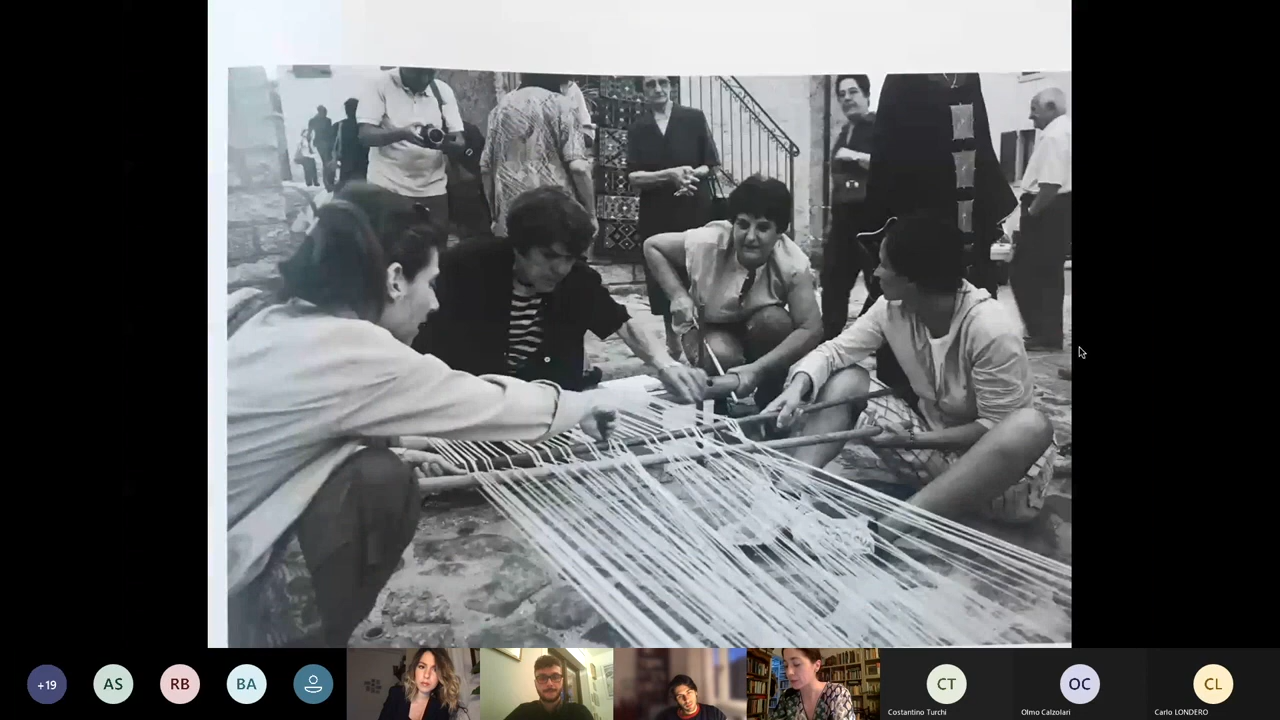 +19
AS
RB
BA
CT
OC
CL
Costantino Turchi
Olmo Calzolari
Carlo LONDERO